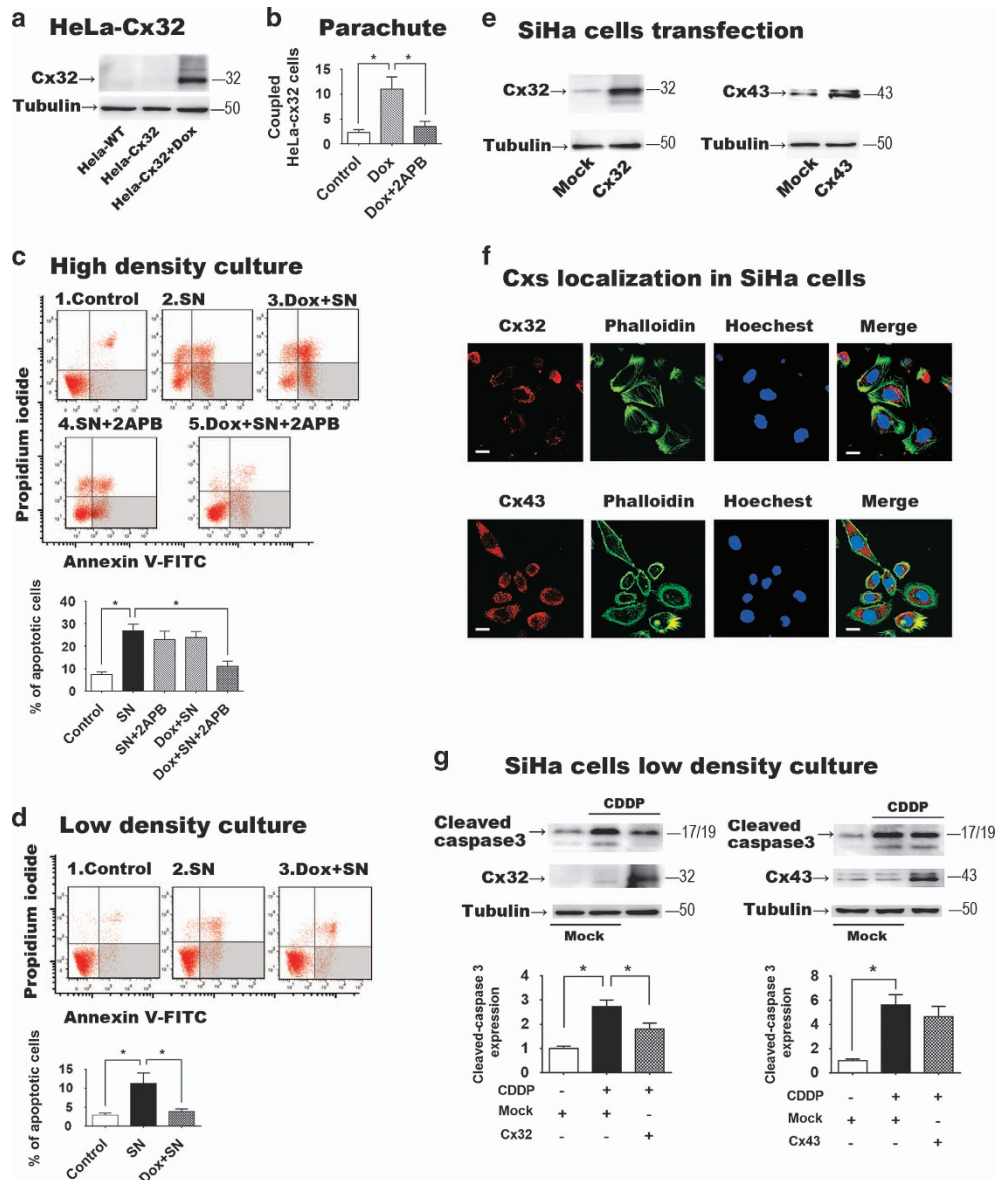 a HeLa-Cx32
Cx32→ —32
Tubulin→ —50
Hela-WT
Hela-Cx32
Hela-Cx32+Dox
b Parachute
Coupled
HeLa-cx32 cells
15
10
5
0
* *
Control
Dox
Dox+2APB
c High density culture
1.Control 2.SN 3.Dox+SN
4.SN+2APB 5.Dox+SN+2APB
Propidium iodide
Annexin V-FITC
% of apoptotic cells
40
30
20
10
0
* *
Control
SN
SN+2APB
Dox+SN
Dox+SN+2APB
d Low density culture
1.Control 2.SN 3.Dox+SN
Propidium iodide
Annexin V-FITC
% of apoptotic cells
15
10
5
0
* *
Control
SN
Dox+SN
e SiHa cells transfection
Cx32→ —32
Tubulin→ —50
Mock
Cx32
Cx43→ —43
Tubulin→ —50
Mock
Cx43
f Cxs localization in SiHa cells
Cx32 Phalloidin Hoechest Merge
Cx43 Phalloidin Hoechest Merge
g SiHa cells low density culture
CDDP
Cleaved
caspase3 → —17/19
Cx32→ —32
Tubulin→ —50
Mock
Cleaved-caspase 3
expression
4
3
2
1
0
* *
CDDP - + +
Mock + + -
Cx32 - - +
CDDP
Cleaved
caspase3 → —17/19
Cx43→ —43
Tubulin→ —50
Mock
Cleaved-caspase 3
expression
8
6
4
2
0
*
CDDP - + +
Mock + + -
Cx43 - - +